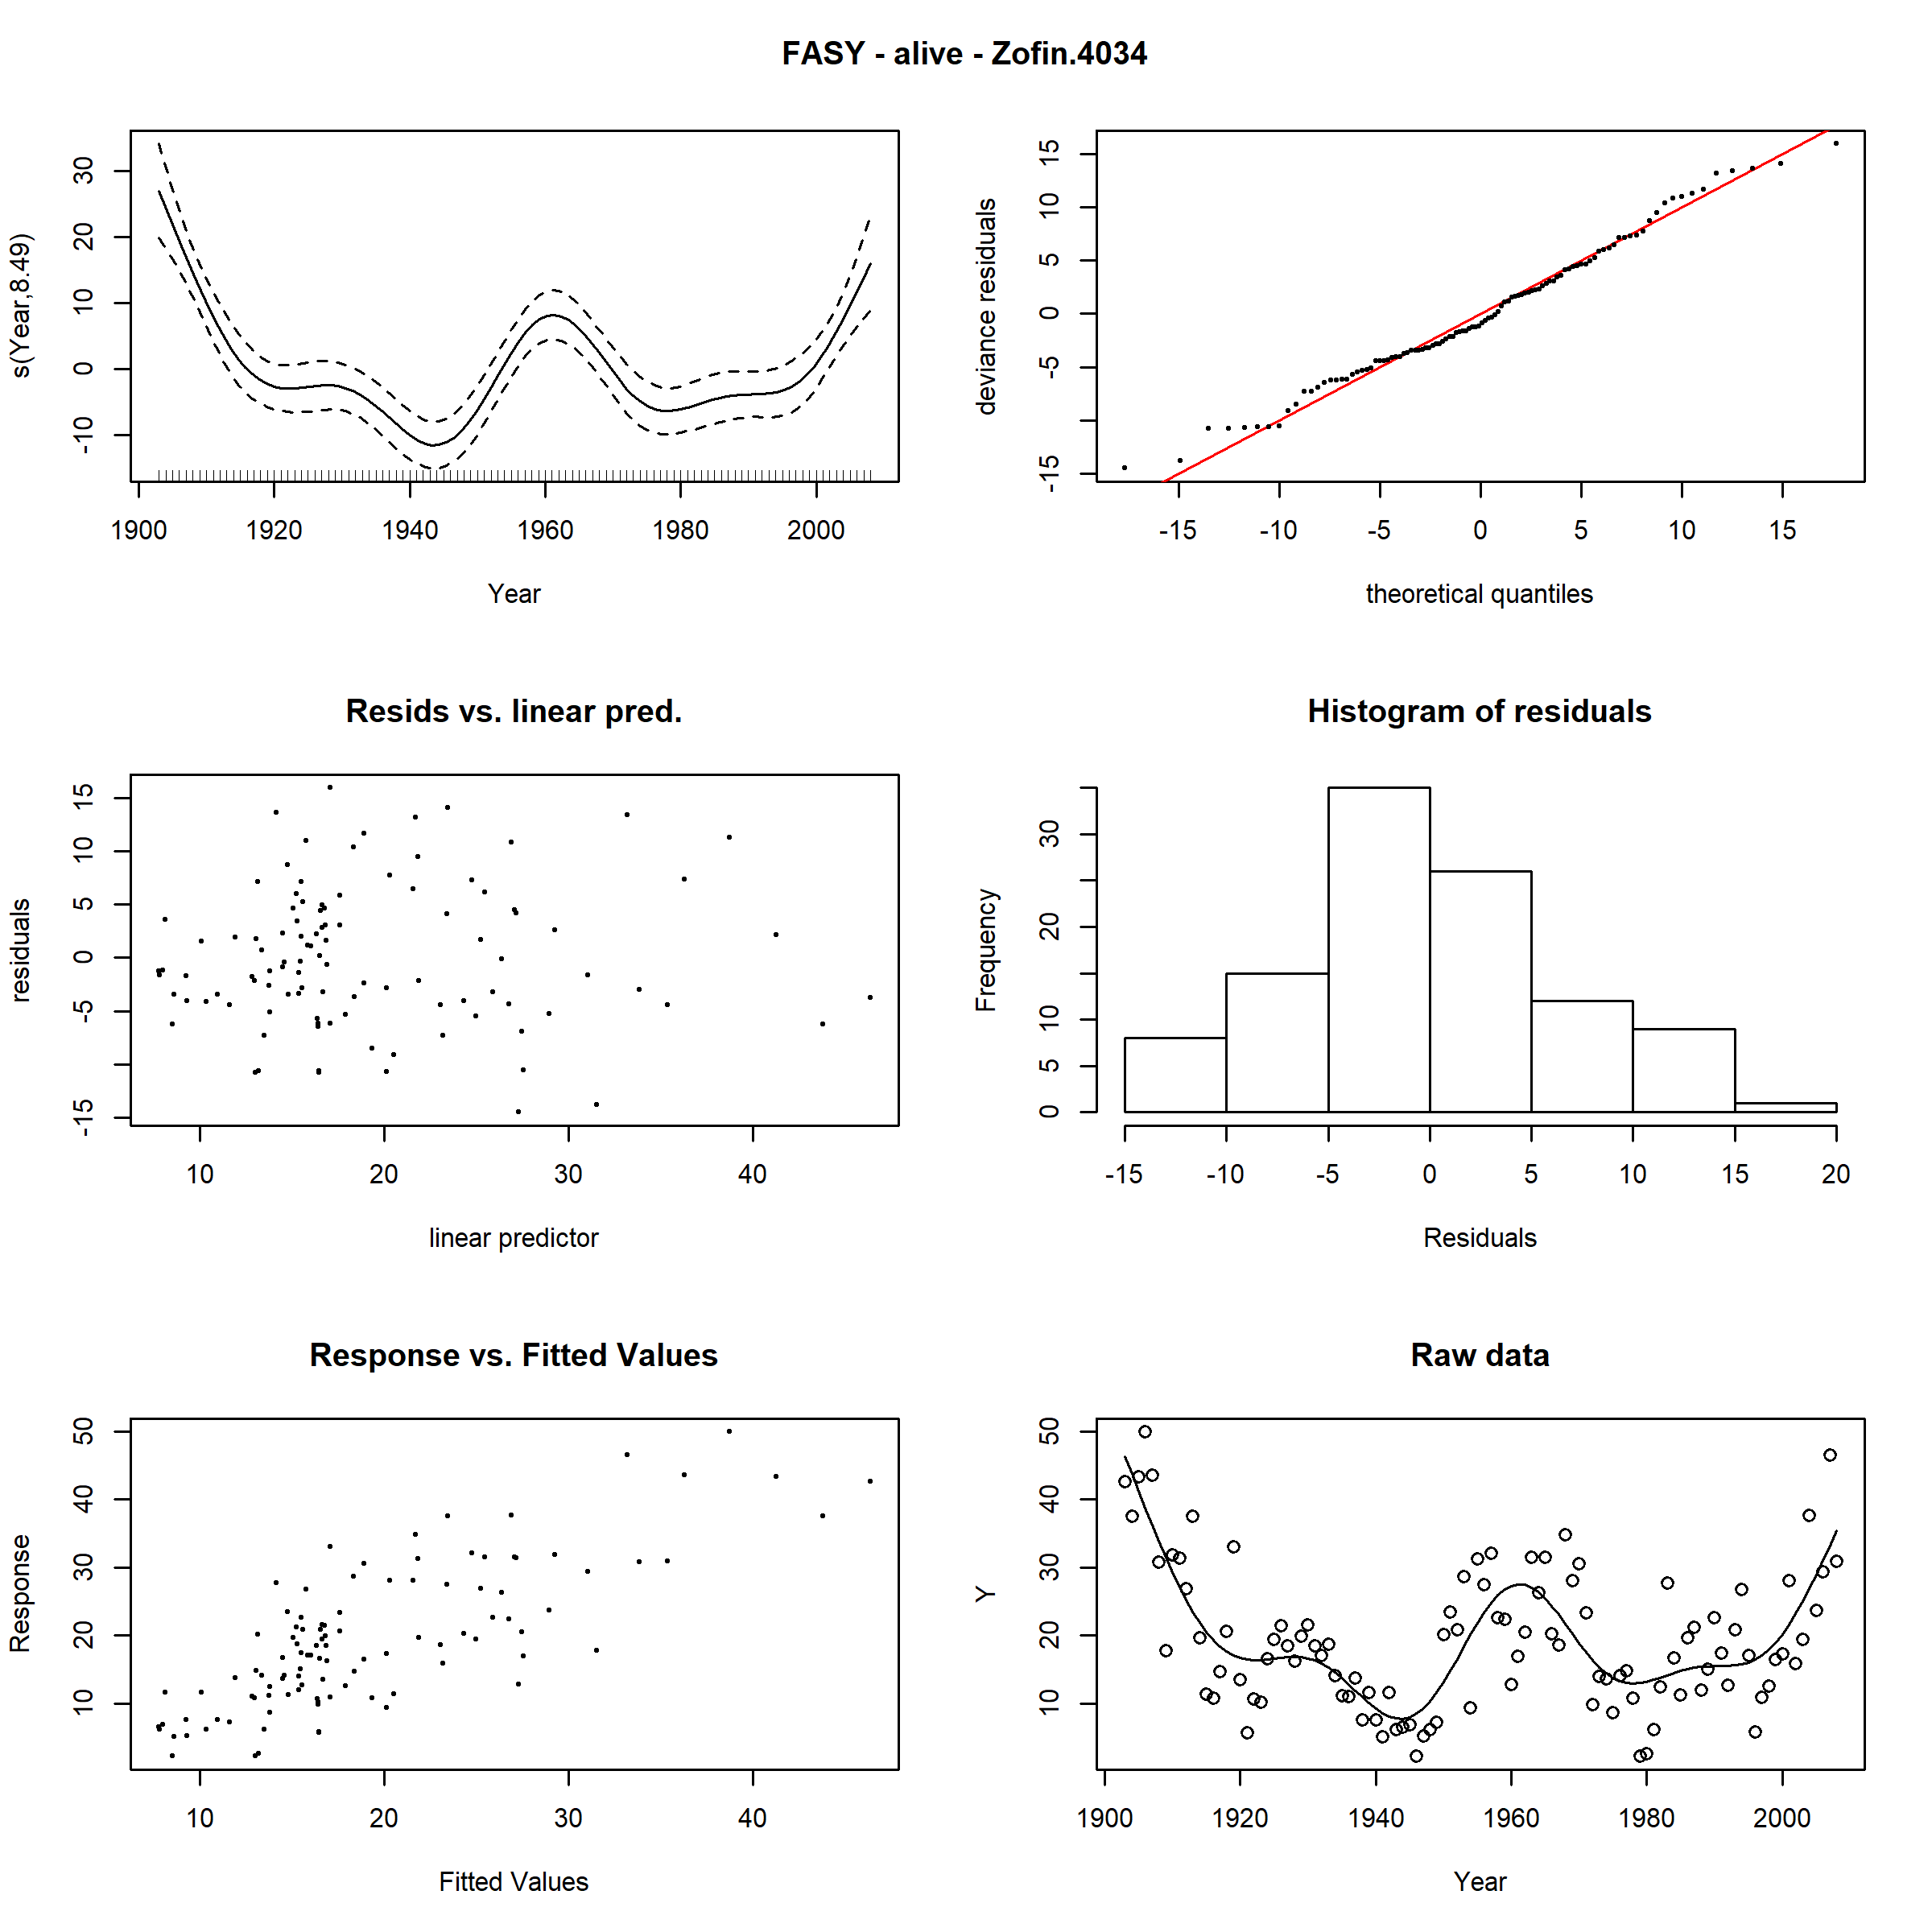 FASY - alive - Zofin.4034
s(Year,8.49)
30
20
10
0
-10
1900 1920 1940 1960 1980 2000
Year
deviance residuals
15
10
5
0
-5
-15
-15 -10 -5 0 5 10 15
theoretical quantiles
Resids vs. linear pred.
residuals
15
10
5
0
-5
-15
10 20 30 40
linear predictor
Histogram of residuals
Frequency
30
20
10
5
0
-15 -10 -5 0 5 10 15 20
Residuals
Response vs. Fitted Values
Response
50
40
30
20
10
10 20 30 40
Fitted Values
Raw data
Y
50
40
30
20
10
1900 1920 1940 1960 1980 2000
Year